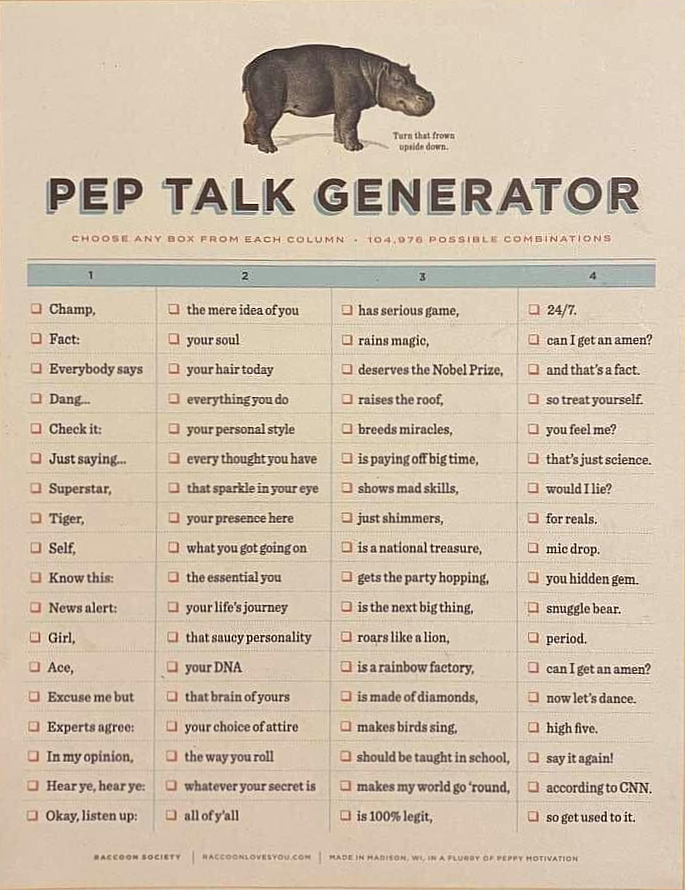 Turn that frown
upside down.
PEP TALK GENERATOR
CHOOSE ANY BOX FROM EACH COLUMN • 104,976 POSSIBLE COMBINATIONS
1 2 3 4
Champ, the mere idea of you has serious game, 24/7.
Fact: your soul rains magic, can I get an amen?
Everybody says your hair today deserves the Nobel Prize, and that's a fact.
Dang... everything you do raises the roof, so treat yourself.
Check it: your personal style breeds miracles, you feel me?
Just saying... every thought you have is paying off big time, that's just science.
Superstar, that sparkle in your eye shows mad skills, would I lie?
Tiger, your presence here just shimmers, for reals.
Self, what you got going on is a national treasure, mic drop.
Know this: the essential you gets the party hopping, you hidden gem.
News alert: your life's journey is the next big thing, snuggle bear.
Girl, that saucy personality roars like a lion, period.
Ace, your DNA is a rainbow factory, can I get an amen?
Excuse me but that brain of yours is made of diamonds, now let's dance.
Experts agree: your choice of attire makes birds sing, high five.
In my opinion, the way you roll should be taught in school, say it again!
Hear ye, hear ye: whatever your secret is makes my world go 'round, according to CNN.
Okay, listen up: all of y'all is 100% legit, so get used to it.
RACCOON SOCIETY | RACCOONLOVESYOU.COM | MADE IN MADISON, WI, IN A FLURRY OF PEPPY MOTIVATION